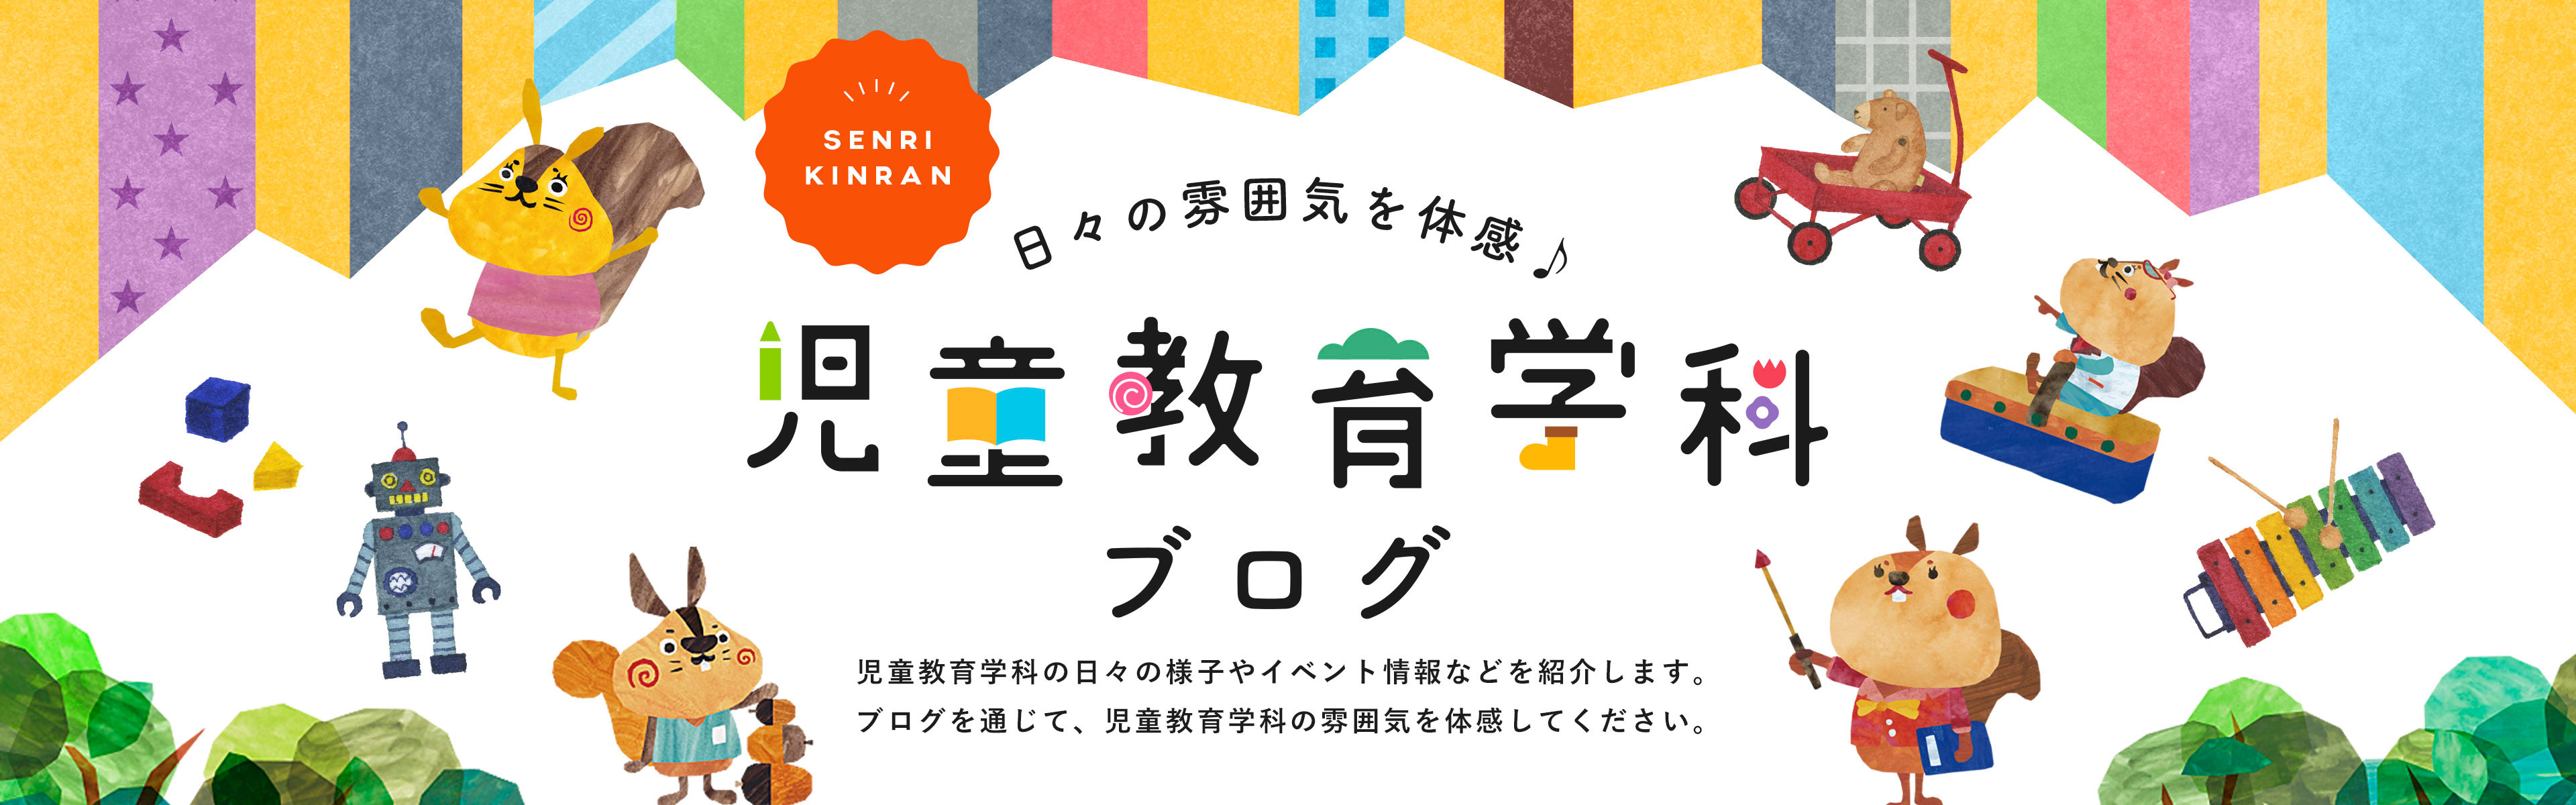 SENRI
KINRAN
日々の雰囲気を体感♪
児童教育学科
ブログ
児童教育学科の日々の様子やイベント情報などを紹介します。
ブログを通じて、児童教育学科の雰囲気を体感してください。